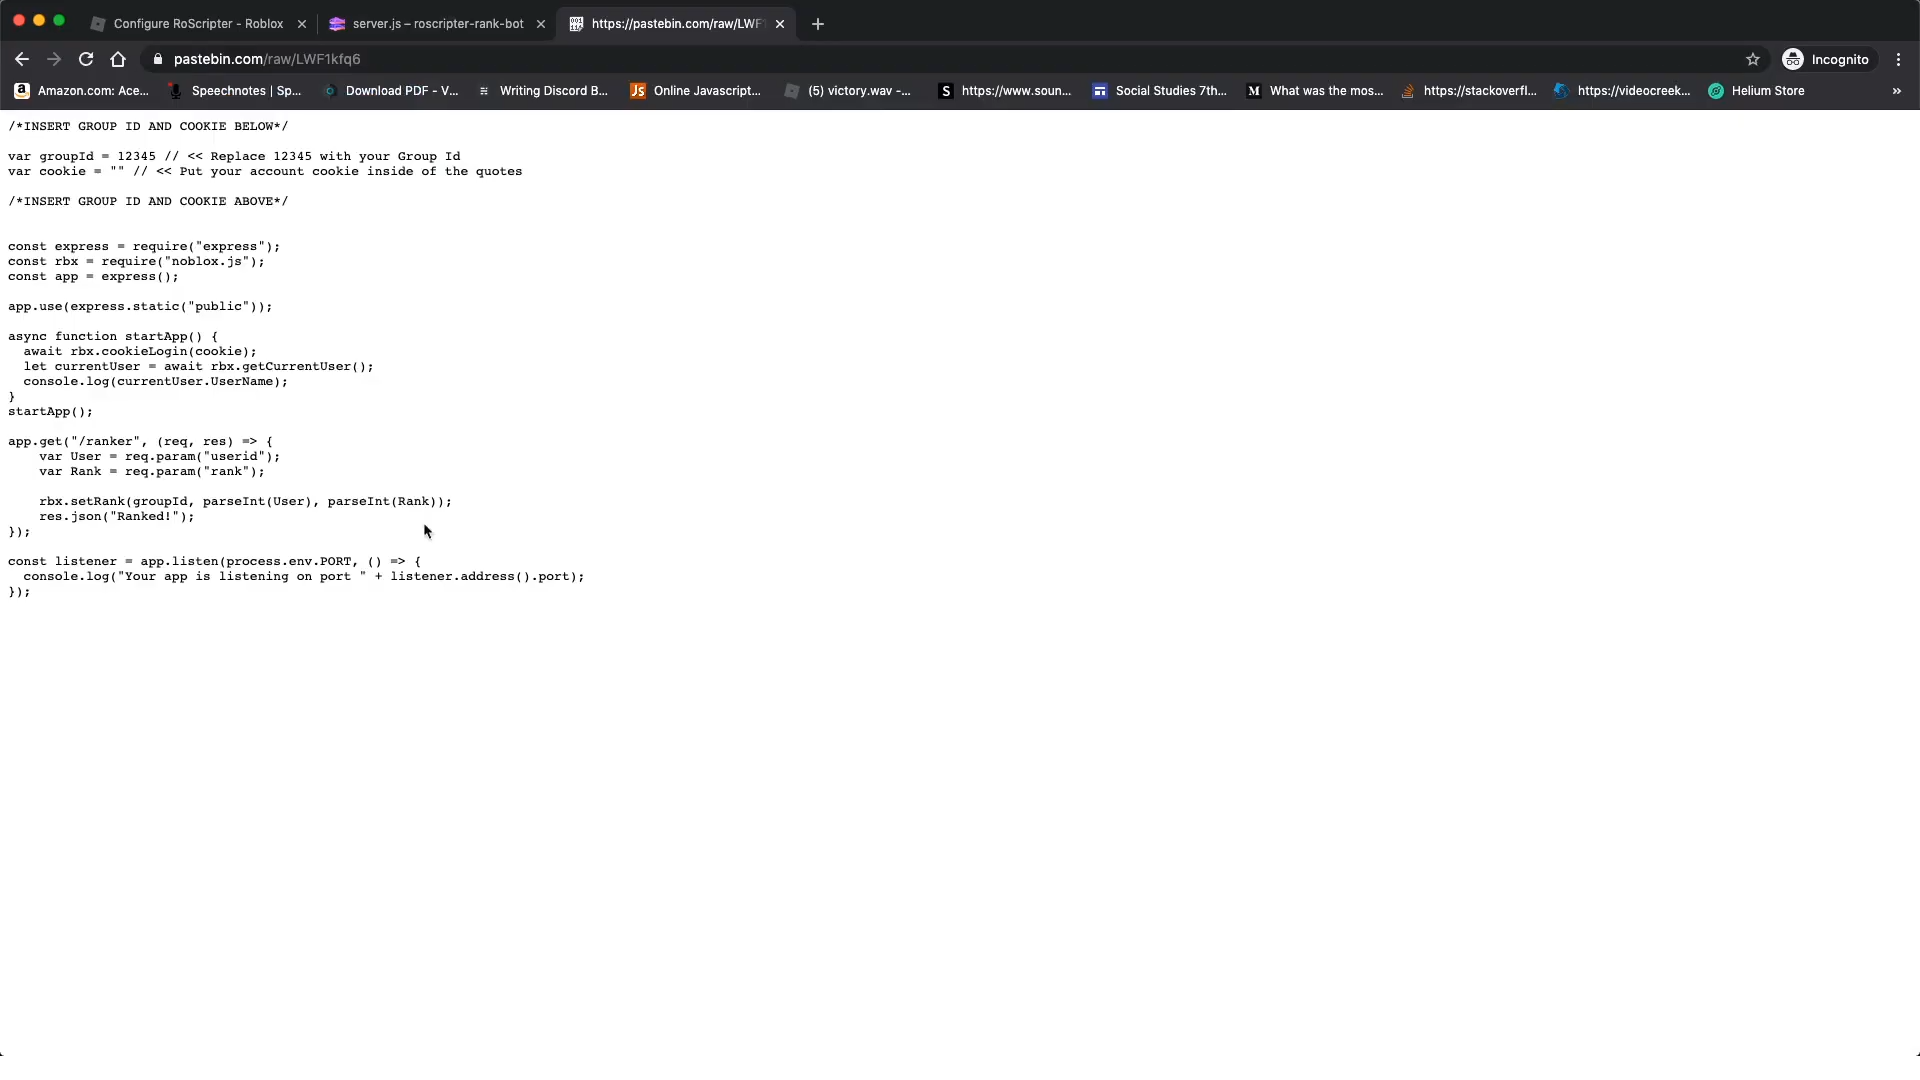 Configure RoScripter - Roblox
server.js – roscripter-rank-bot
https://pastebin.com/raw/LWF
pastebin.com/raw/LWF1kfq6
Incognito
Amazon.com: Ace...
Speechnotes | Sp...
Download PDF - V...
Writing Discord B...
JS Online Javascript...
(5) victory.wav -...
S https://www.soun...
Social Studies 7th...
M What was the mos...
https://stackoverfl...
https://videocreek...
Helium Store
»
/*INSERT GROUP ID AND COOKIE BELOW*/
var groupId = 12345 // << Replace 12345 with your Group Id
var cookie = "" // << Put your account cookie inside of the quotes
/*INSERT GROUP ID AND COOKIE ABOVE*/
const express = require("express");
const rbx = require("noblox.js");
const app = express();
app.use(express.static("public"));
async function startApp() {
await rbx.cookieLogin(cookie);
let currentUser = await rbx.getCurrentUser();
console.log(currentUser.UserName);
}
startApp();
app.get("/ranker", (req, res) => {
var User = req.param("userid");
var Rank = req.param("rank");
rbx.setRank(groupId, parseInt(User), parseInt(Rank));
res.json("Ranked!");
});
const listener = app.listen(process.env.PORT, () => {
console.log("Your app is listening on port " + listener.address().port);
});